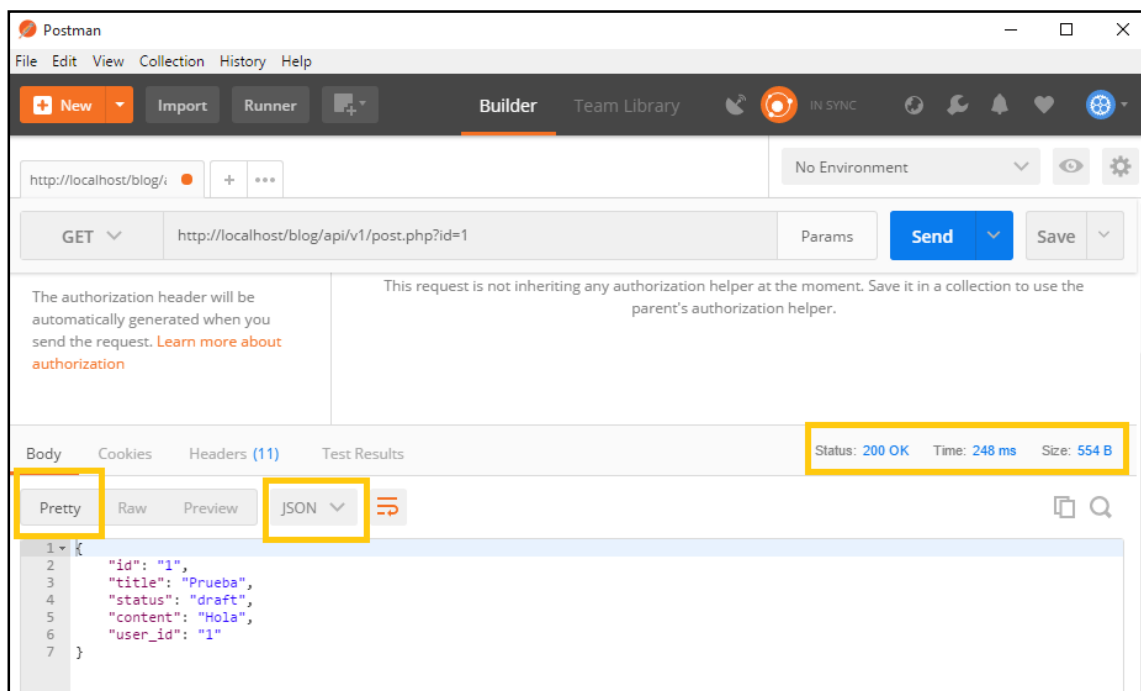 Postman
File Edit View Collection History Help
New Import Runner Builder Team Library IN SYNC
No Environment
http://localhost/blog/a
GET http://localhost/blog/api/v1/post.php?id=1 Params Send Save
The authorization header will be
automatically generated when you
send the request. Learn more about
authorization
This request is not inheriting any authorization helper at the moment. Save it in a collection to use the
parent's authorization helper.
Body Cookies Headers (11) Test Results Status: 200 OK Time: 248 ms Size: 554 B
Pretty Raw Preview JSON
1 {
2 "id": "1",
3 "title": "Prueba",
4 "status": "draft",
5 "content": "Hola",
6 "user_id": "1"
7 }